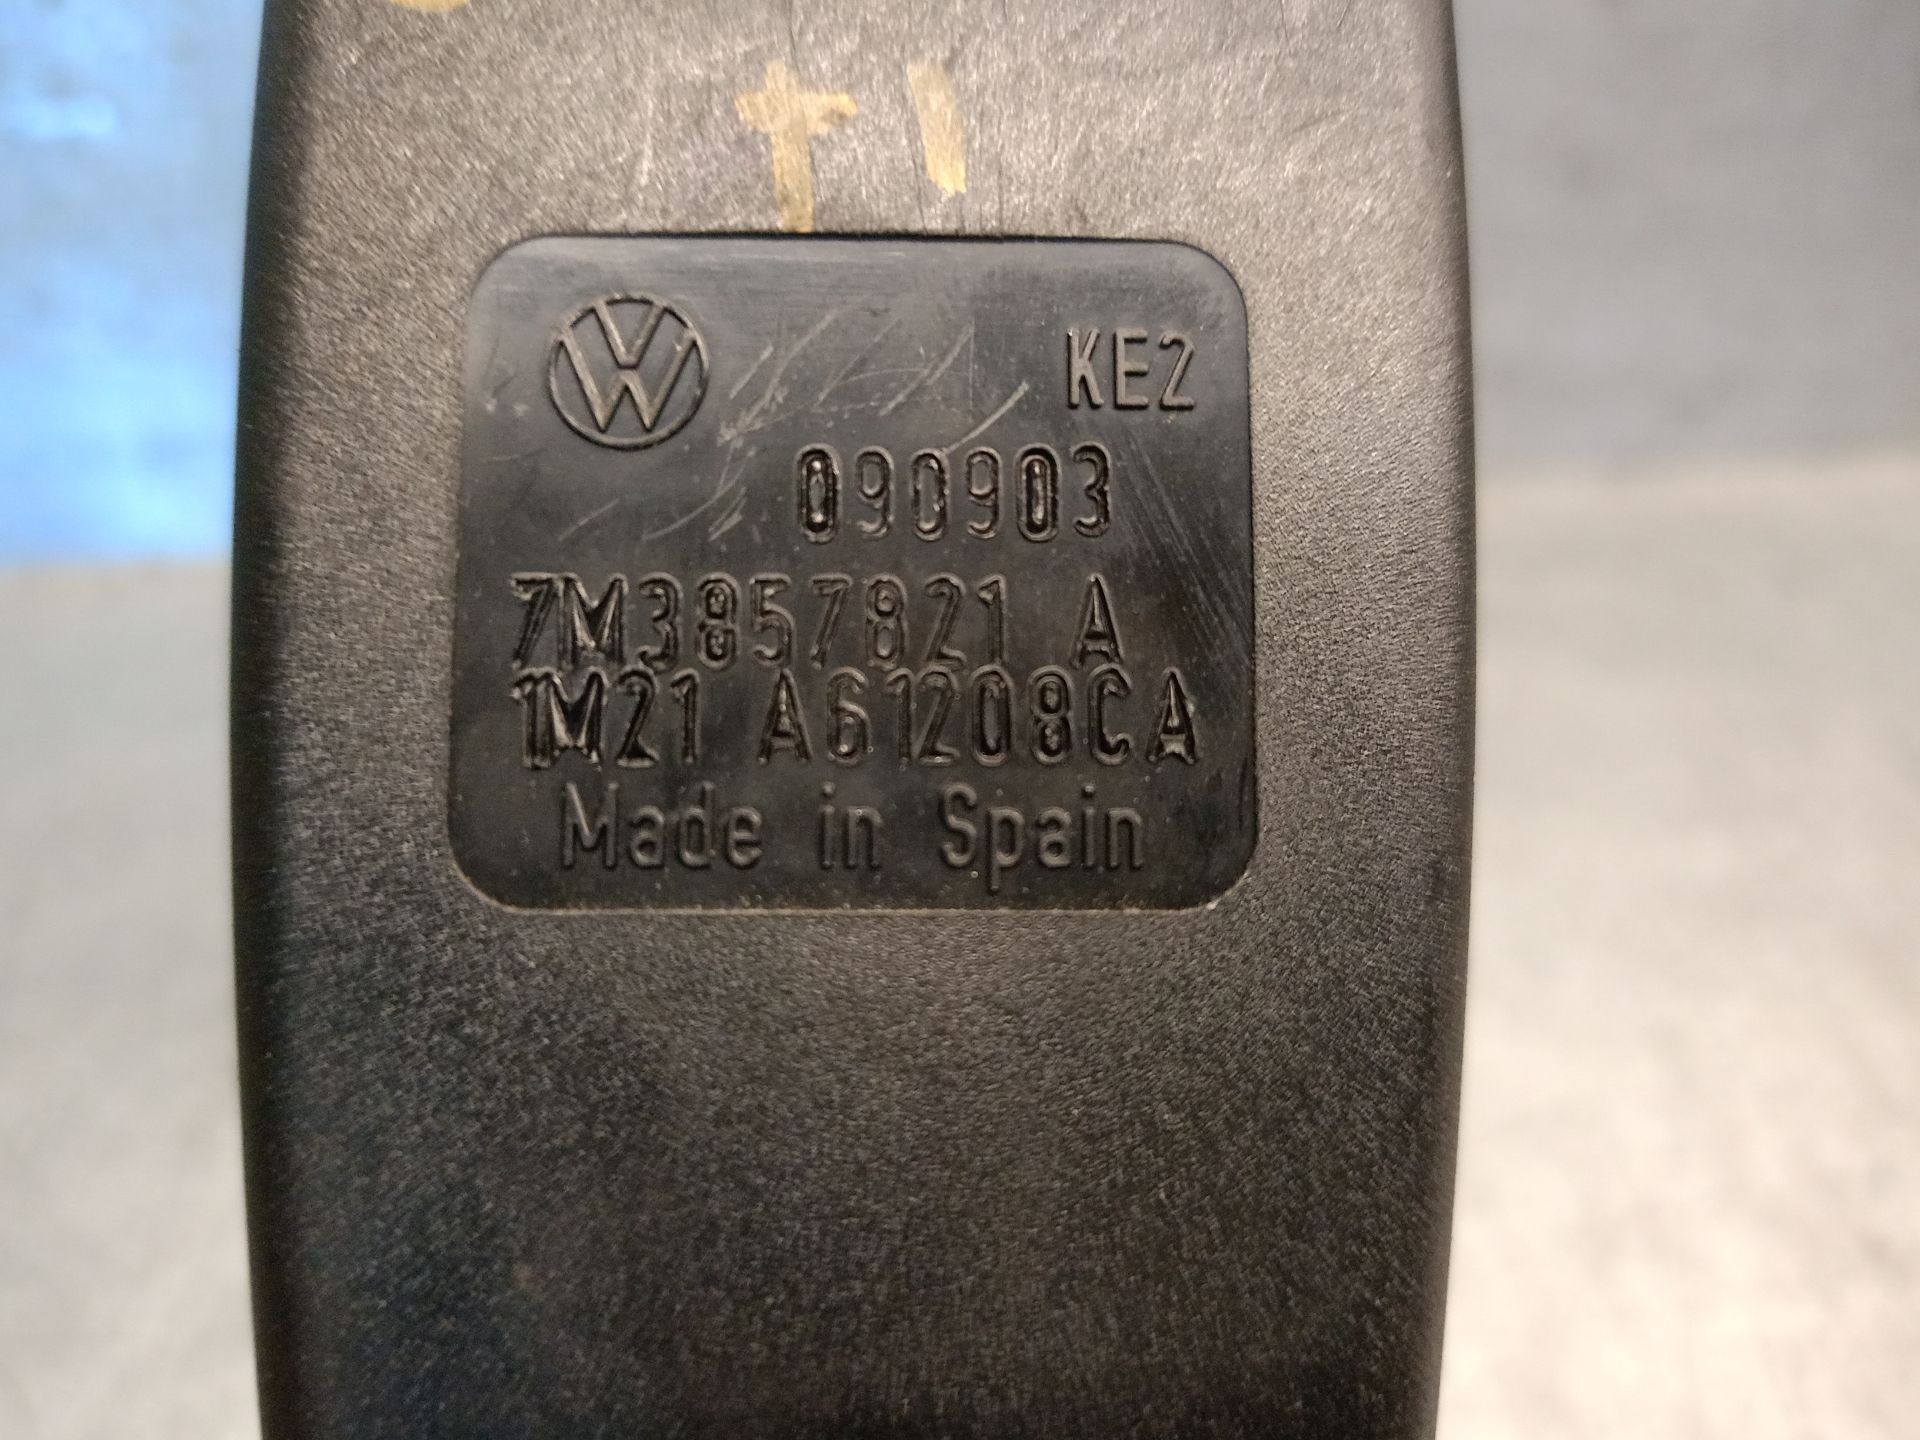 KE2
090903
7M3857821 A
1M21 A61208CA
Made in Spain